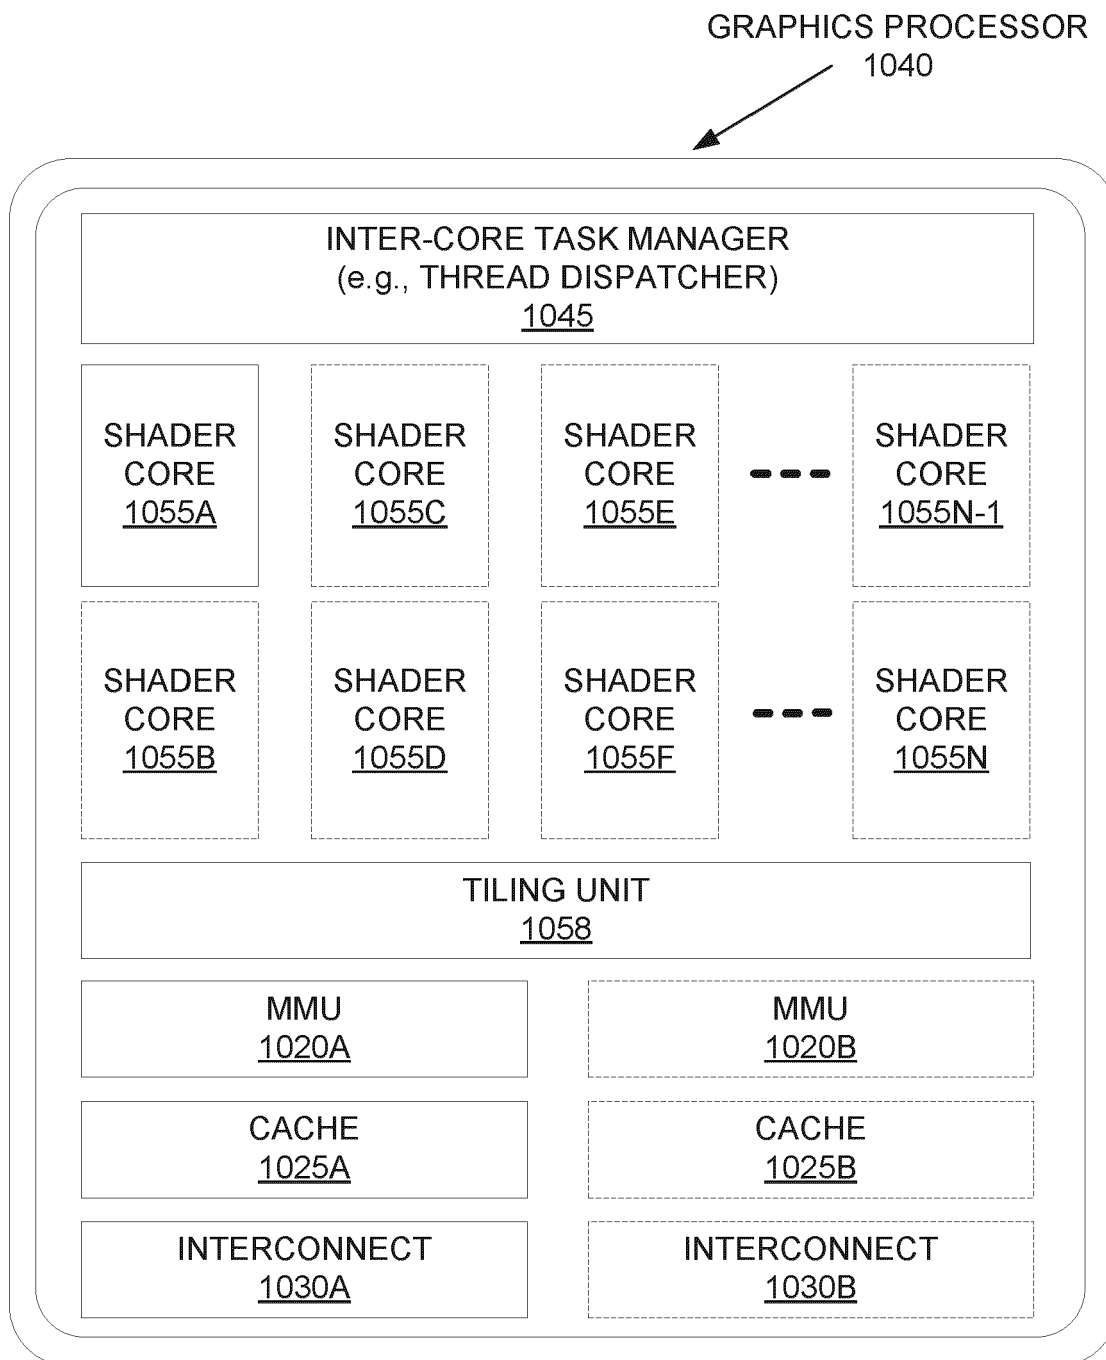 GRAPHICS PROCESSOR
1040
INTER-CORE TASK MANAGER
(e.g., THREAD DISPATCHER)
1045
SHADER
CORE
1055A
SHADER
CORE
1055C
SHADER
CORE
1055E
SHADER
CORE
1055N-1
SHADER
CORE
1055B
SHADER
CORE
1055D
SHADER
CORE
1055F
SHADER
CORE
1055N
TILING UNIT
1058
MMU
1020A
MMU
1020B
CACHE
1025A
CACHE
1025B
INTERCONNECT
1030A
INTERCONNECT
1030B